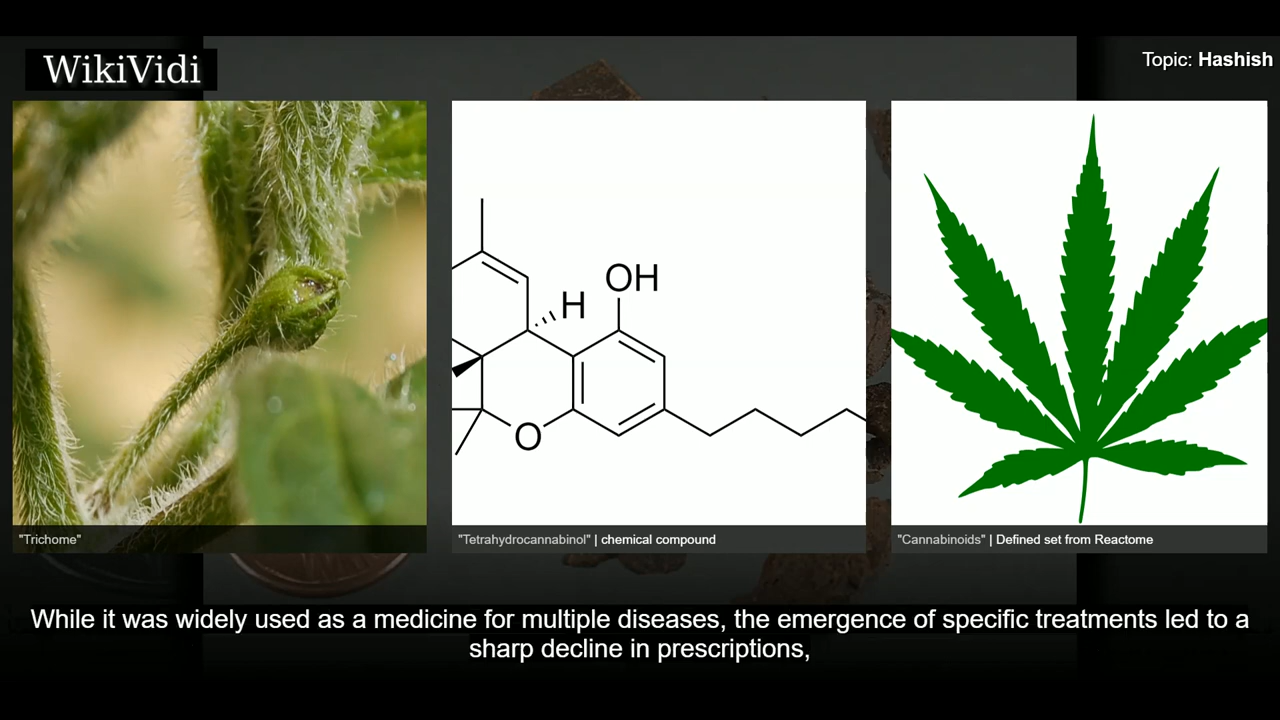 WikiVidi
Topic: Hashish
H
OH
O
"Trichome"
"Tetrahydrocannabinol" | chemical compound
"Cannabinoids" | Defined set from Reactome
While it was widely used as a medicine for multiple diseases, the emergence of specific treatments led to a
sharp decline in prescriptions,